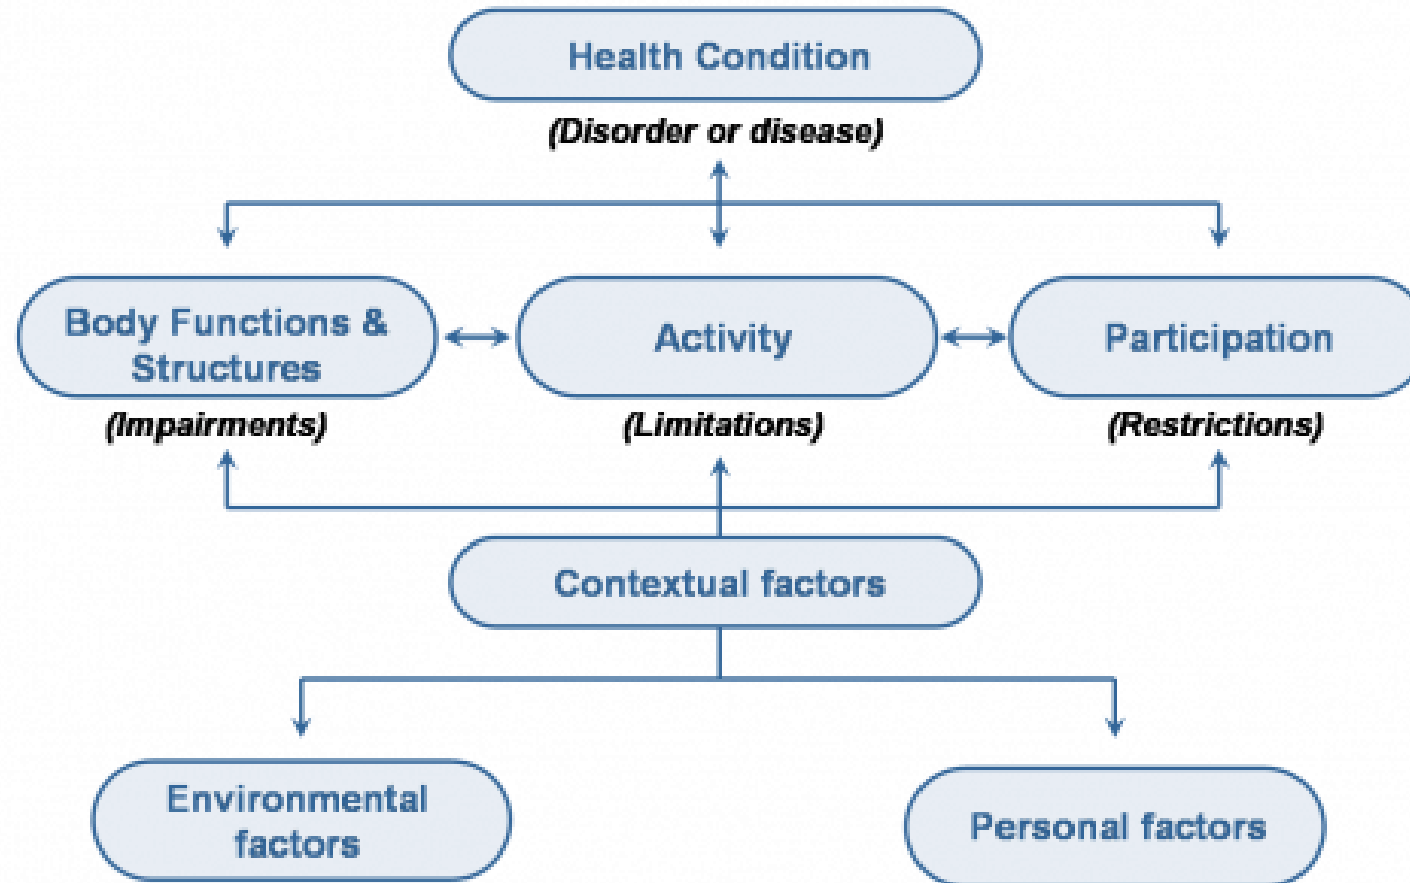 Health Condition
(Disorder or disease)
Body Functions &
Structures
Activity
Participation
(Impairments)
(Limitations)
(Restrictions)
Contextual factors
Environmental
factors
Personal factors